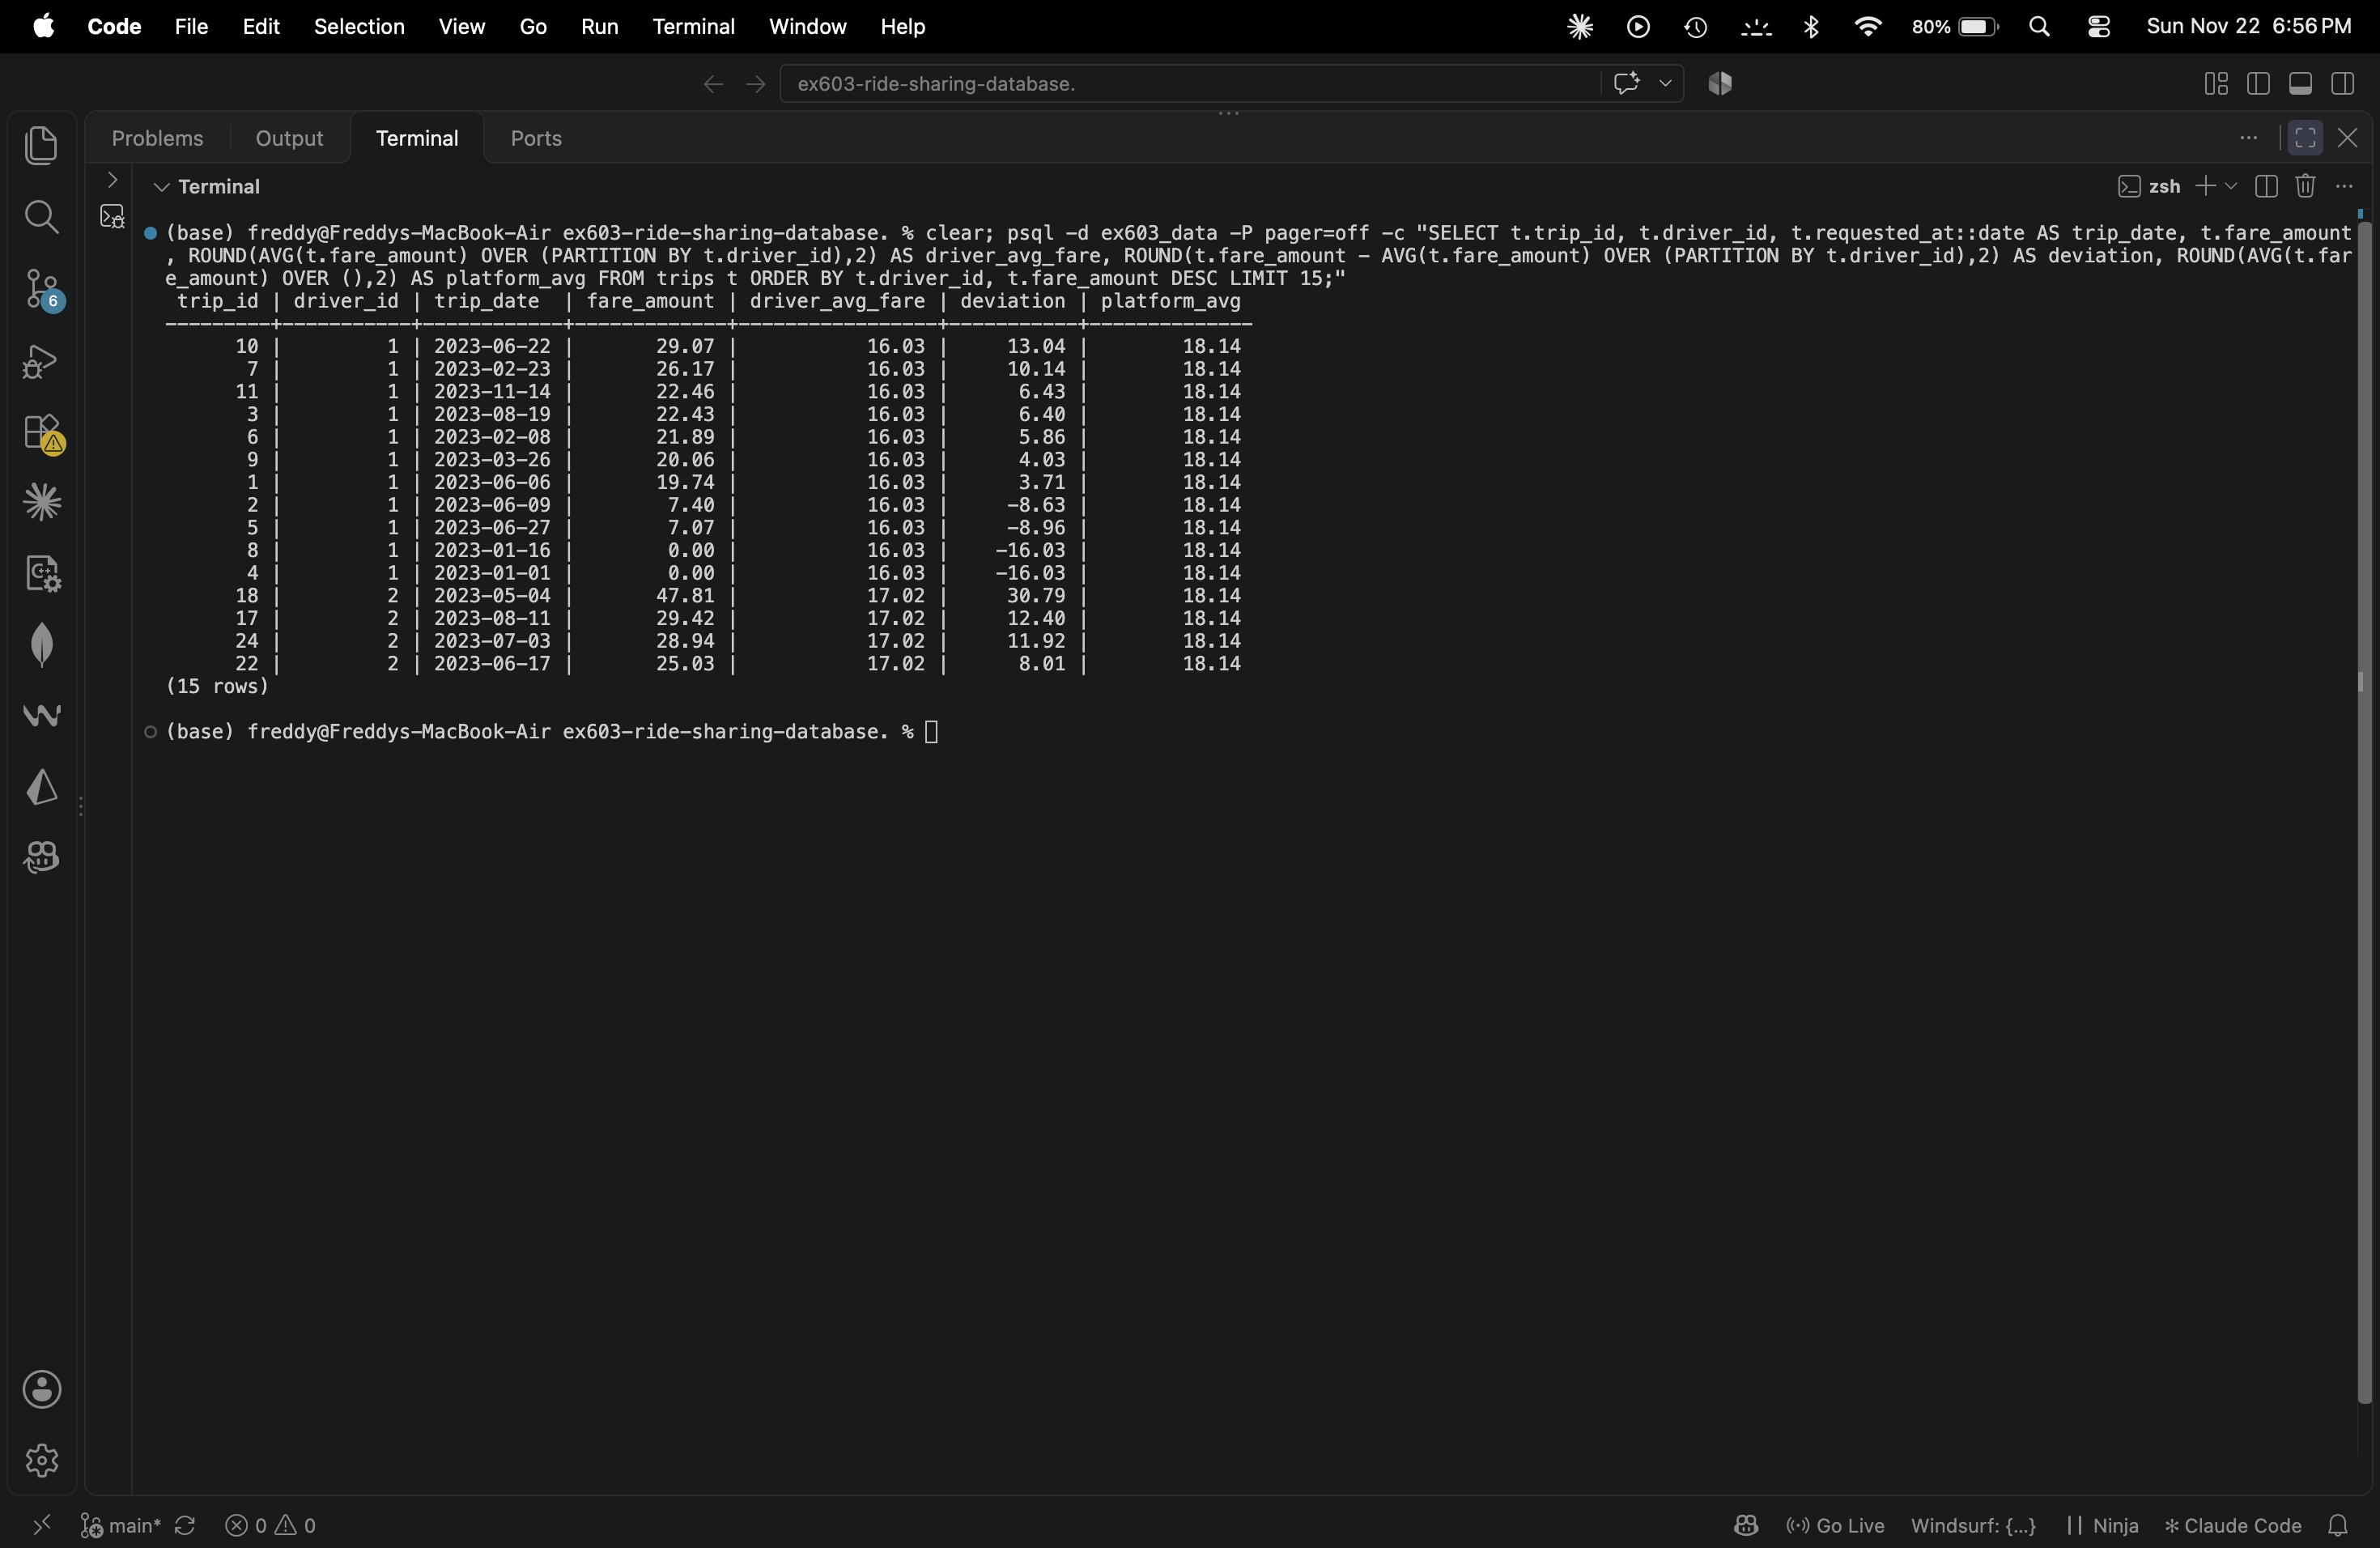 Code File Edit Selection View Go Run Terminal Window Help 80% Sun Nov 22 6:56 PM
ex603-ride-sharing-database.
Problems Output Terminal Ports
Terminal zsh
(base) freddy@Freddys-MacBook-Air ex603-ride-sharing-database. % clear; psql -d ex603_data -P pager=off -c "SELECT t.trip_id, t.driver_id, t.requested_at::date AS trip_date, t.fare_amount
, ROUND(AVG(t.fare_amount) OVER (PARTITION BY t.driver_id),2) AS driver_avg_fare, ROUND(t.fare_amount - AVG(t.fare_amount) OVER (PARTITION BY t.driver_id),2) AS deviation, ROUND(AVG(t.far
e_amount) OVER (),2) AS platform_avg FROM trips t ORDER BY t.driver_id, t.fare_amount DESC LIMIT 15;"
trip_id | driver_id | trip_date | fare_amount | driver_avg_fare | deviation | platform_avg
---------+-----------+------------+-------------+-----------------+-----------+--------------
10 | 1 | 2023-06-22 | 29.07 | 16.03 | 13.04 | 18.14
7 | 1 | 2023-02-23 | 26.17 | 16.03 | 10.14 | 18.14
11 | 1 | 2023-11-14 | 22.46 | 16.03 | 6.43 | 18.14
3 | 1 | 2023-08-19 | 22.43 | 16.03 | 6.40 | 18.14
6 | 1 | 2023-02-08 | 21.89 | 16.03 | 5.86 | 18.14
9 | 1 | 2023-03-26 | 20.06 | 16.03 | 4.03 | 18.14
1 | 1 | 2023-06-06 | 19.74 | 16.03 | 3.71 | 18.14
2 | 1 | 2023-06-09 | 7.40 | 16.03 | -8.63 | 18.14
5 | 1 | 2023-06-27 | 7.07 | 16.03 | -8.96 | 18.14
8 | 1 | 2023-01-16 | 0.00 | 16.03 | -16.03 | 18.14
4 | 1 | 2023-01-01 | 0.00 | 16.03 | -16.03 | 18.14
18 | 2 | 2023-05-04 | 47.81 | 17.02 | 30.79 | 18.14
17 | 2 | 2023-08-11 | 29.42 | 17.02 | 12.40 | 18.14
24 | 2 | 2023-07-03 | 28.94 | 17.02 | 11.92 | 18.14
22 | 2 | 2023-06-17 | 25.03 | 17.02 | 8.01 | 18.14
(15 rows)
(base) freddy@Freddys-MacBook-Air ex603-ride-sharing-database. %
6
C++
main* 0 0 Go Live Windsurf: {...} Ninja Claude Code